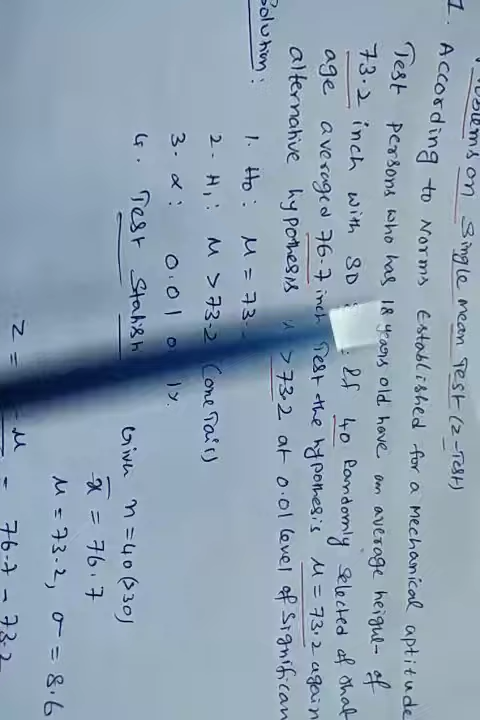 1. Problems on Single mean Test (z-Test)
According to Norms Established for a mechanical aptitude
Test persons who has 18 years old have an average height of
73.2 inch with SD If 40 Randomly Selected of that
age averaged 76.7 inch Test the hypothesis μ = 73.2 again
alternative hypothesis μ > 73.2 at 0.01 level of Significan
Solution:
1. H₀: μ = 73.
2. H₁: μ > 73.2 (one Tail)
3. α: 0.01 1%.
4. Test Statisti
Given n = 40 (>30)
x̄ = 76.7
μ = 73.2, σ = 8.6
z = - μ = 76.7 - 73.2